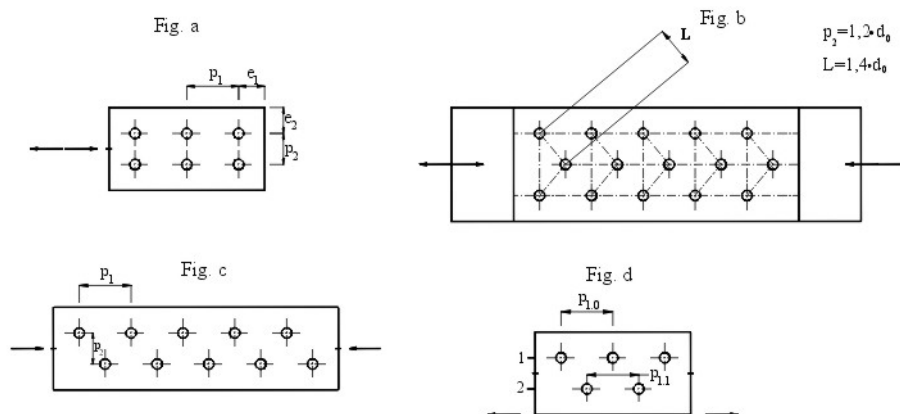 Fig. a
p₁
e₁
e₂
p₂
Fig. b
L
p₂=1,2•d₀
L=1,4•d₀
Fig. c
p₁
p₂
Fig. d
p₁.₀
1
p₁.₁
2